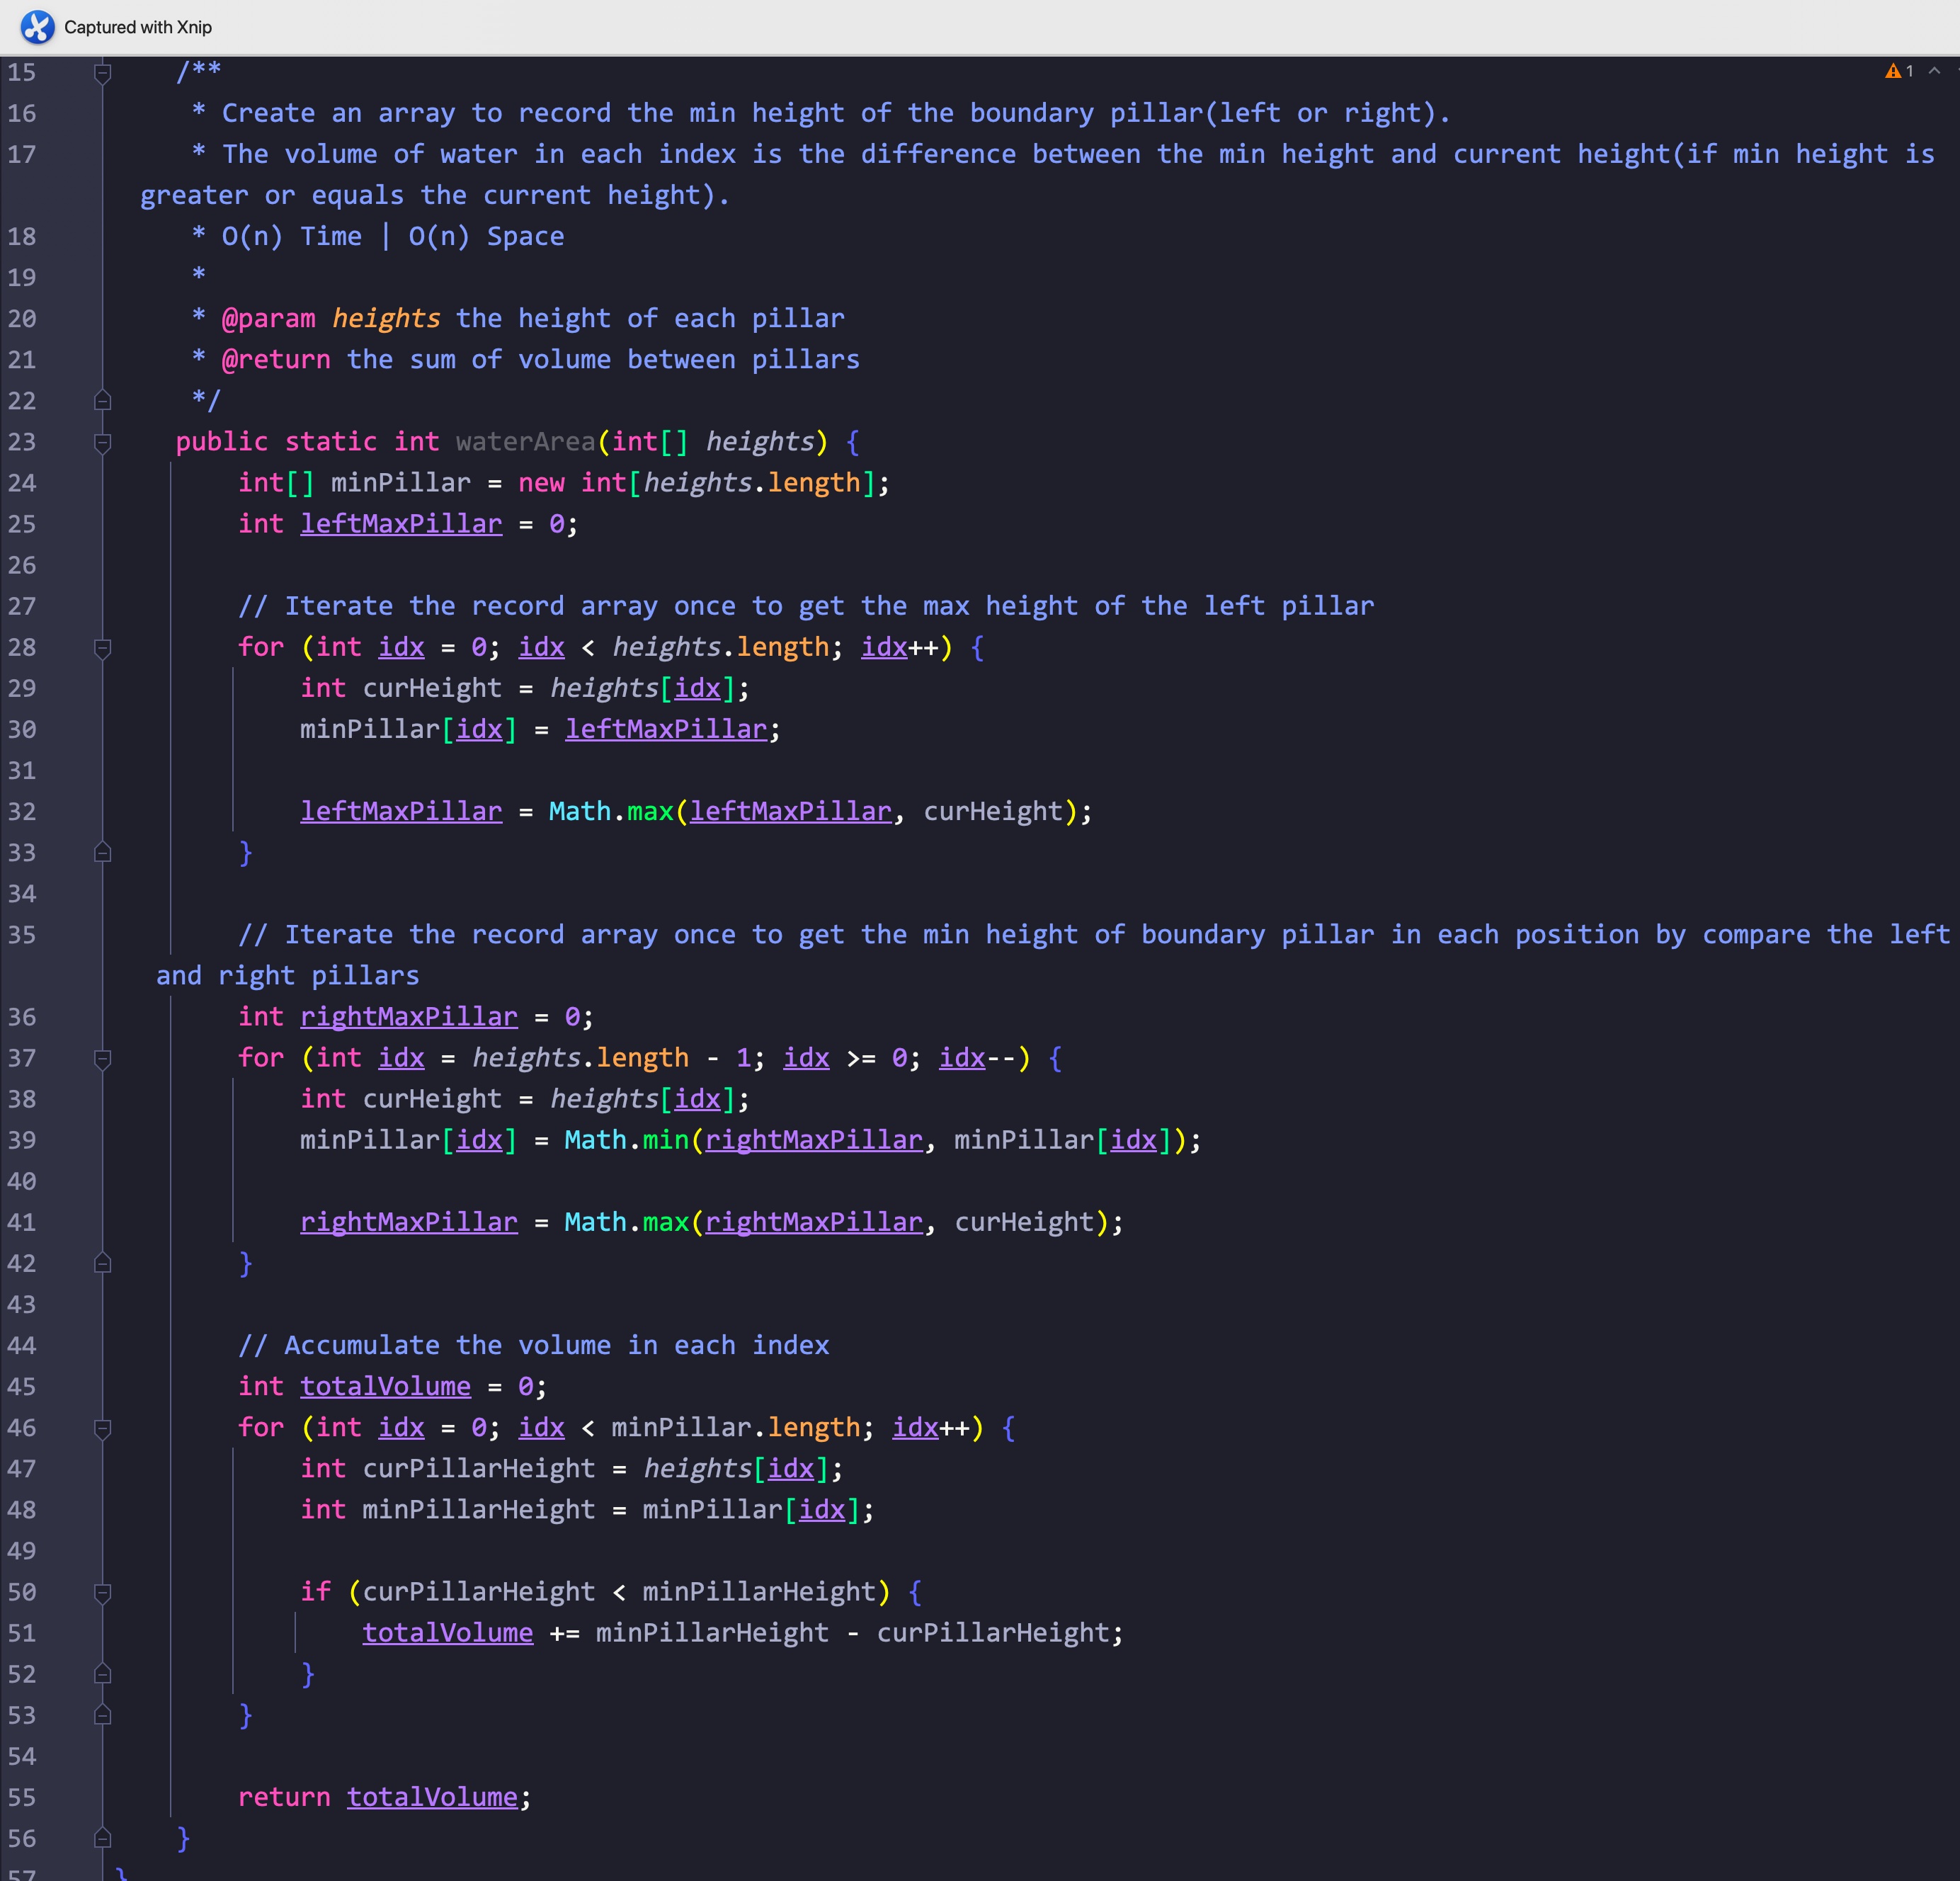 Captured with Xnip
15 /**
1
16 * Create an array to record the min height of the boundary pillar(left or right).
17 * The volume of water in each index is the difference between the min height and current height(if min height is
greater or equals the current height).
18 * O(n) Time | O(n) Space
19 *
20 * @param heights the height of each pillar
21 * @return the sum of volume between pillars
22 */
23 public static int waterArea(int[] heights) {
24 int[] minPillar = new int[heights.length];
25 int leftMaxPillar = 0;
26
27 // Iterate the record array once to get the max height of the left pillar
28 for (int idx = 0; idx < heights.length; idx++) {
29 int curHeight = heights[idx];
30 minPillar[idx] = leftMaxPillar;
31
32 leftMaxPillar = Math.max(leftMaxPillar, curHeight);
33 }
34
35 // Iterate the record array once to get the min height of boundary pillar in each position by compare the left
and right pillars
36 int rightMaxPillar = 0;
37 for (int idx = heights.length - 1; idx >= 0; idx--) {
38 int curHeight = heights[idx];
39 minPillar[idx] = Math.min(rightMaxPillar, minPillar[idx]);
40
41 rightMaxPillar = Math.max(rightMaxPillar, curHeight);
42 }
43
44 // Accumulate the volume in each index
45 int totalVolume = 0;
46 for (int idx = 0; idx < minPillar.length; idx++) {
47 int curPillarHeight = heights[idx];
48 int minPillarHeight = minPillar[idx];
49
50 if (curPillarHeight < minPillarHeight) {
51 totalVolume += minPillarHeight - curPillarHeight;
52 }
53 }
54
55 return totalVolume;
56 }
57 }